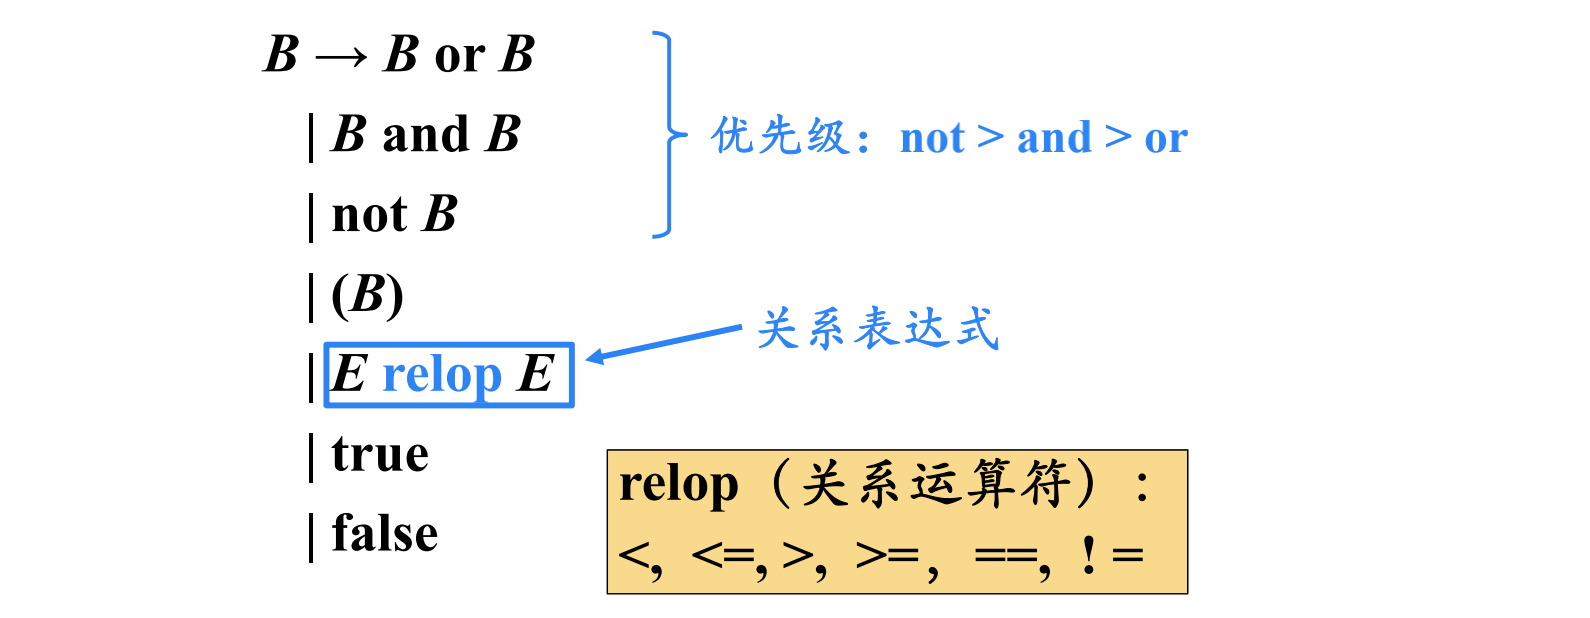 B → B or B
| B and B
优先级：not > and > or
| not B
| (B)
关系表达式
| E relop E
| true
| false
relop（关系运算符）:
<, <=, >, >=, ==, ! =